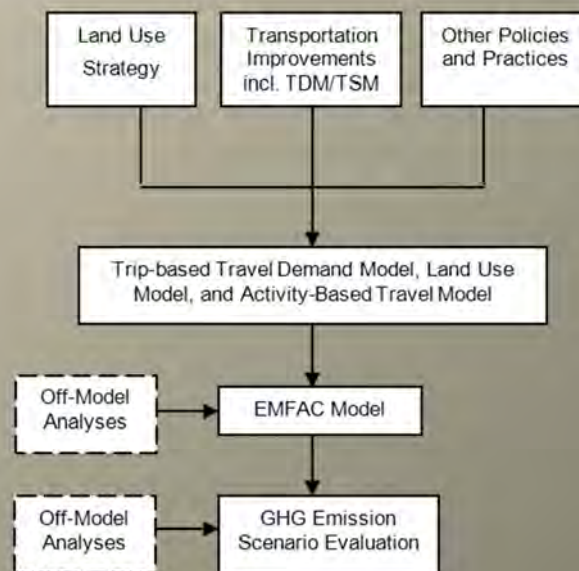 Land Use
Strategy
Transportation
Improvements
incl. TDM/TSM
Other Policies
and Practices
Trip-based Travel Demand Model, Land Use
Model, and Activity-Based Travel Model
Off-Model
Analyses
EMFAC Model
Off-Model
Analyses
GHG Emission
Scenario Evaluation